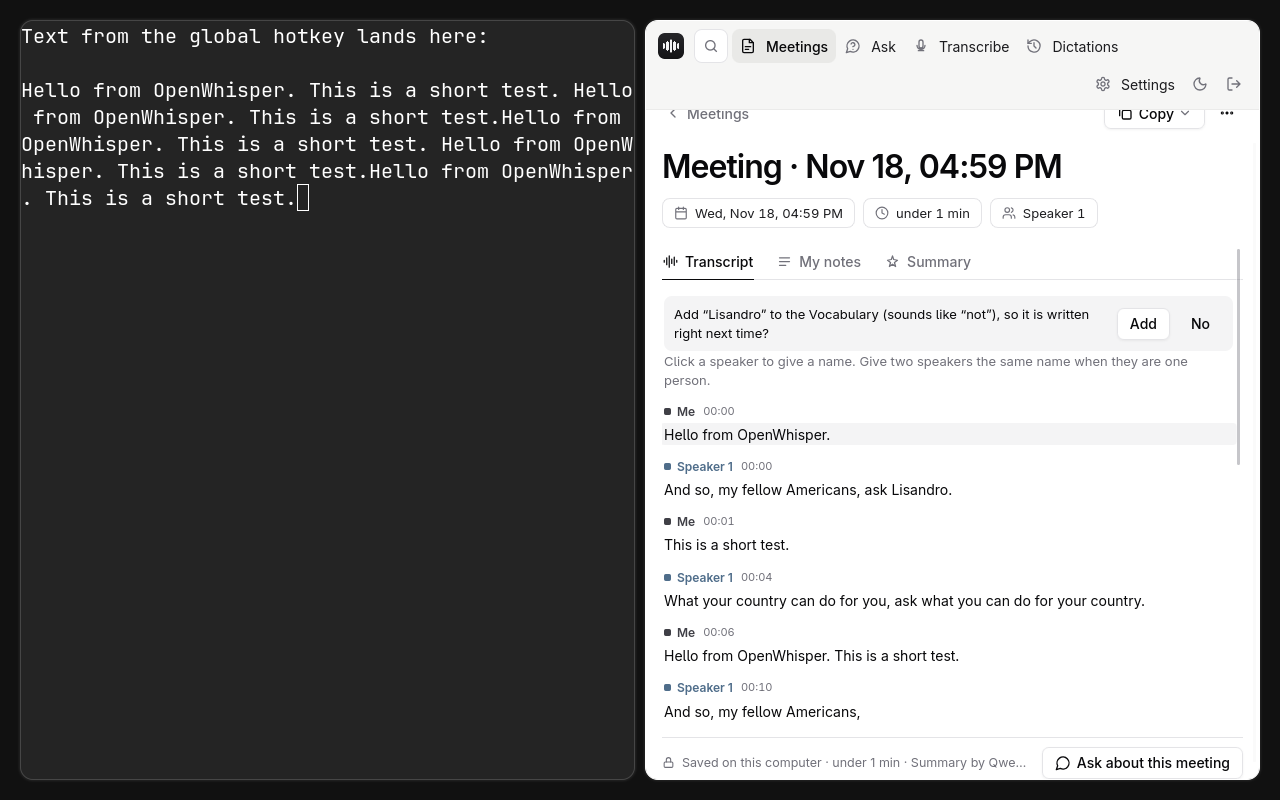 Text from the global hotkey lands here:
Hello from OpenWhisper. This is a short test. Hello
from OpenWhisper. This is a short test.Hello from
OpenWhisper. This is a short test. Hello from OpenW
hisper. This is a short test.Hello from OpenWhisper
. This is a short test.
Meetings
Ask
Transcribe
Dictations
Settings
Meetings
Copy
Meeting · Nov 18, 04:59 PM
Wed, Nov 18, 04:59 PM
under 1 min
Speaker 1
Transcript
My notes
Summary
Add “Lisandro” to the Vocabulary (sounds like “not”), so it is written
right next time?
Add
No
Click a speaker to give a name. Give two speakers the same name when they are one
person.
Me 00:00
Hello from OpenWhisper.
Speaker 1 00:00
And so, my fellow Americans, ask Lisandro.
Me 00:01
This is a short test.
Speaker 1 00:04
What your country can do for you, ask what you can do for your country.
Me 00:06
Hello from OpenWhisper. This is a short test.
Speaker 1 00:10
And so, my fellow Americans,
Saved on this computer · under 1 min · Summary by Qwe…
Ask about this meeting